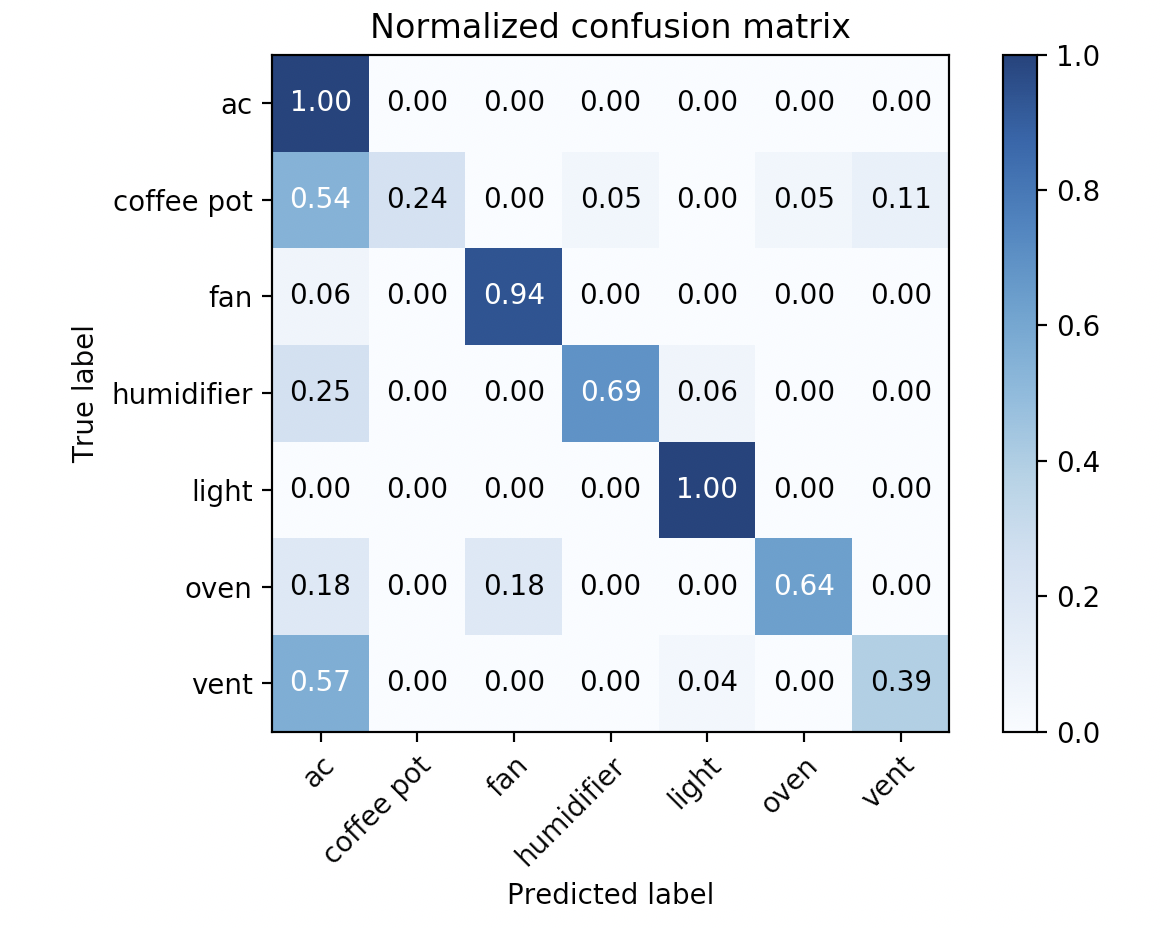 Normalized confusion matrix
ac 1.00 0.00 0.00 0.00 0.00 0.00 0.00
coffee pot 0.54 0.24 0.00 0.05 0.00 0.05 0.11
fan 0.06 0.00 0.94 0.00 0.00 0.00 0.00
humidifier 0.25 0.00 0.00 0.69 0.06 0.00 0.00
light 0.00 0.00 0.00 0.00 1.00 0.00 0.00
oven 0.18 0.00 0.18 0.00 0.00 0.64 0.00
vent 0.57 0.00 0.00 0.00 0.04 0.00 0.39
True label
ac coffee pot fan humidifier light oven vent
Predicted label
1.0
0.8
0.6
0.4
0.2
0.0